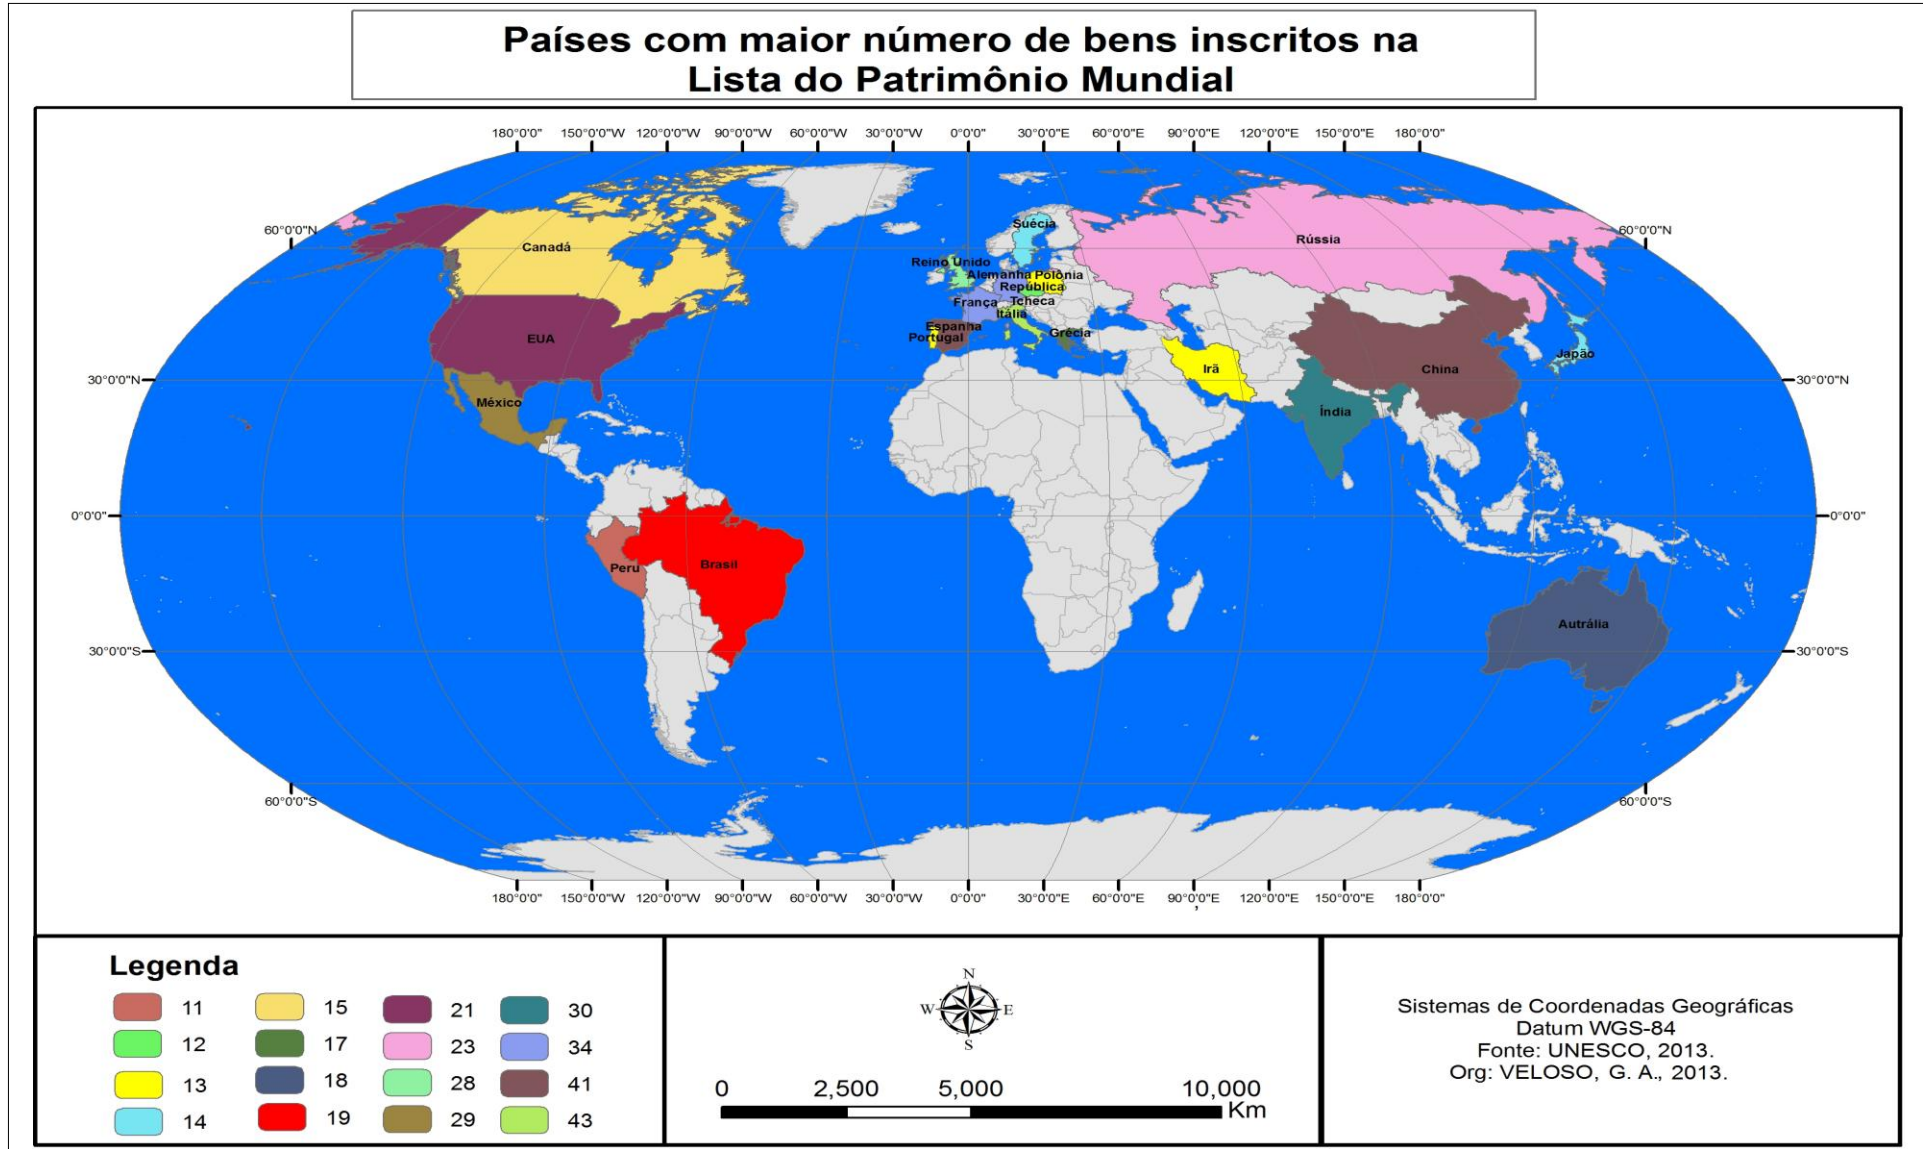 Países com maior número de bens inscritos na
Lista do Patrimônio Mundial
180°0'0" 150°0'0"W 120°0'0"W 90°0'0"W 60°0'0"W 30°0'0"W 0°0'0" 30°0'0"E 60°0'0"E 90°0'0"E 120°0'0"E 150°0'0"E 180°0'0"
60°0'0"N 60°0'0"N
Suécia
Rússia
Canadá
Reino Unido
Alemanha Polônia
República
Tcheca
França
Itália
Espanha
Portugal
Grécia
EUA
Japão
Irã
China
30°0'0"N 30°0'0"N
México
Índia
0°0'0" 0°0'0"
Peru
Brasil
Autrália
30°0'0"S 30°0'0"S
60°0'0"S 60°0'0"S
180°0'0" 150°0'0"W 120°0'0"W 90°0'0"W 60°0'0"W 30°0'0"W 0°0'0" 30°0'0"E 60°0'0"E 90°0'0"E 120°0'0"E 150°0'0"E 180°0'0"
,
Legenda
11 15 21 30
12 17 23 34
13 18 28 41
14 19 29 43
N
W E
S
0 2,500 5,000 10,000
Km
Sistemas de Coordenadas Geográficas
Datum WGS-84
Fonte: UNESCO, 2013.
Org: VELOSO, G. A., 2013.